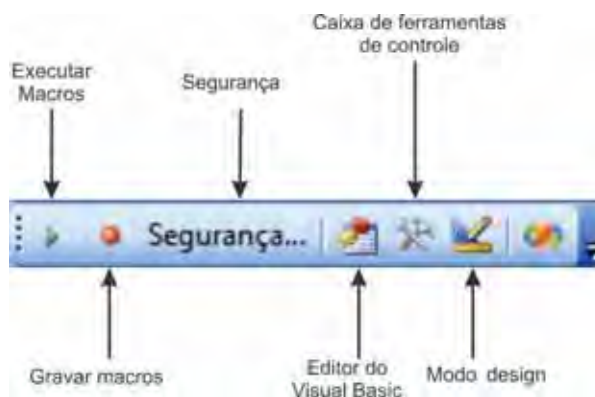 Caixa de ferramentas
de controle
Executar
Macros
Segurança
Segurança...
Gravar macros
Editor do
Visual Basic
Modo design